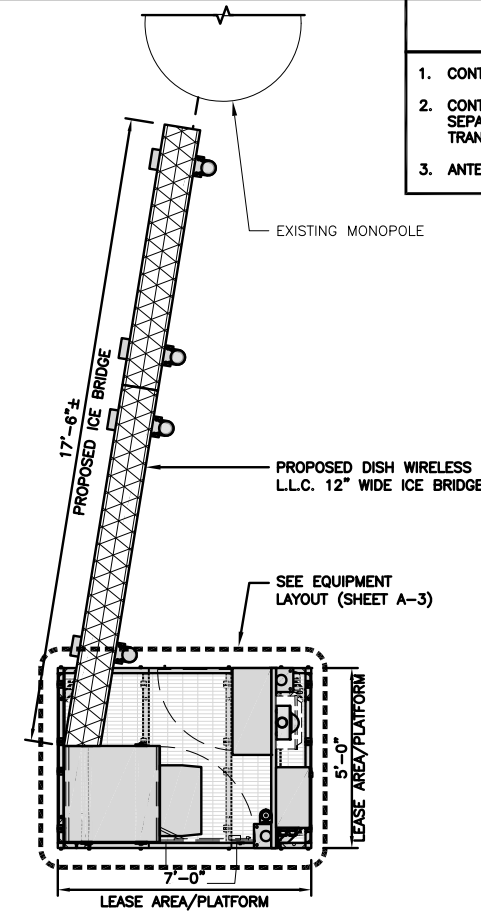 1. CONT
2. CONT
SEPA
TRAN
3. ANTE
EXISTING MONOPOLE
17'-6"±
PROPOSED ICE BRIDGE
PROPOSED DISH WIRELESS
L.L.C. 12" WIDE ICE BRIDGE
SEE EQUIPMENT
LAYOUT (SHEET A-3)
5'-0"
LEASE AREA/PLATFORM
7'-0"
LEASE AREA/PLATFORM